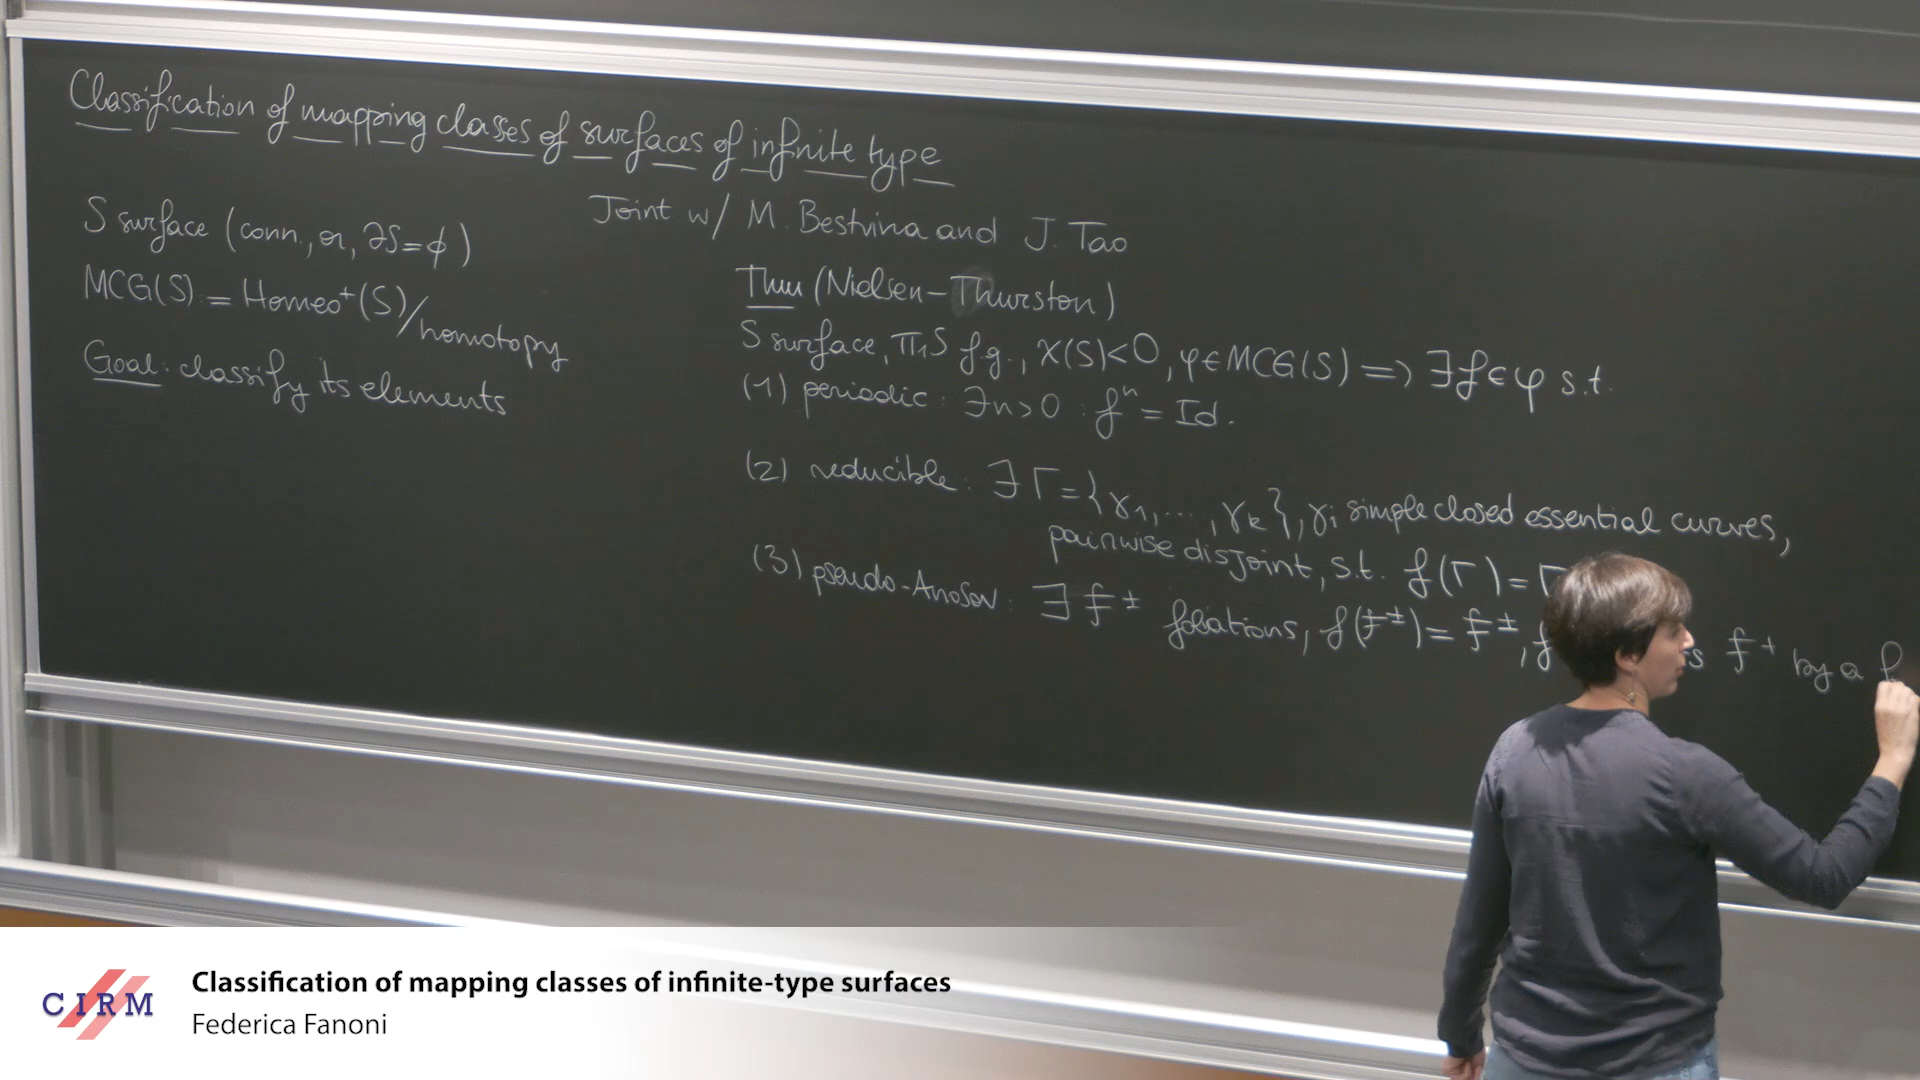 Classification of mapping classes of surfaces of infinite type
Joint w/ M. Bestvina and J. Tao
S surface (conn., or, ∂S=∅)
MCG(S) := Homeo⁺(S)/homotopy
Goal: classify its elements
Thm (Nielsen-Thurston)
S surface, π₁S f.g., χ(S)<0, φ∈MCG(S) => ∃f∈φ s.t.
(1) periodic: ∃n>0 : fⁿ = Id.
(2) reducible: ∃Γ={γ₁,...,γₖ}, γᵢ simple closed essential curves,
pairwise disjoint, s.t. f(Γ)=Γ
(3) pseudo-Anosov: ∃ F± foliations, f(F±)=F±, f F⁺ by a
CIRM
Classification of mapping classes of infinite-type surfaces
Federica Fanoni